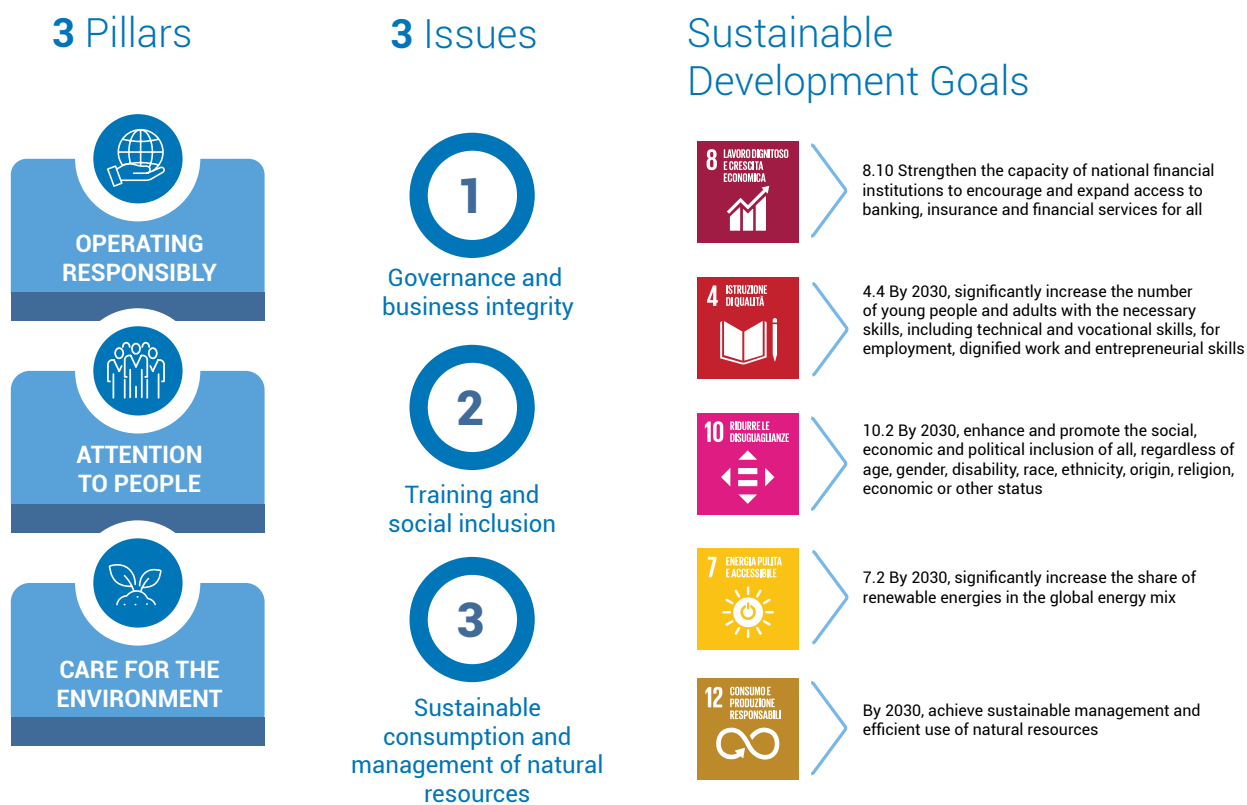 3 Pillars
OPERATING
RESPONSIBLY
ATTENTION
TO PEOPLE
CARE FOR THE
ENVIRONMENT
3 Issues
1
Governance and
business integrity
2
Training and
social inclusion
3
Sustainable
consumption and
management of natural
resources
Sustainable
Development Goals
8 LAVORO DIGNITOSO
E CRESCITA
ECONOMICA
8.10 Strengthen the capacity of national financial
institutions to encourage and expand access to
banking, insurance and financial services for all
4 ISTRUZIONE
DI QUALITÀ
4.4 By 2030, significantly increase the number
of young people and adults with the necessary
skills, including technical and vocational skills, for
employment, dignified work and entrepreneurial skills
10 RIDURRE LE
DISUGUAGLIANZE
10.2 By 2030, enhance and promote the social,
economic and political inclusion of all, regardless of
age, gender, disability, race, ethnicity, origin, religion,
economic or other status
7 ENERGIA PULITA
E ACCESSIBILE
7.2 By 2030, significantly increase the share of
renewable energies in the global energy mix
12 CONSUMO E
PRODUZIONE
RESPONSABILI
By 2030, achieve sustainable management and
efficient use of natural resources